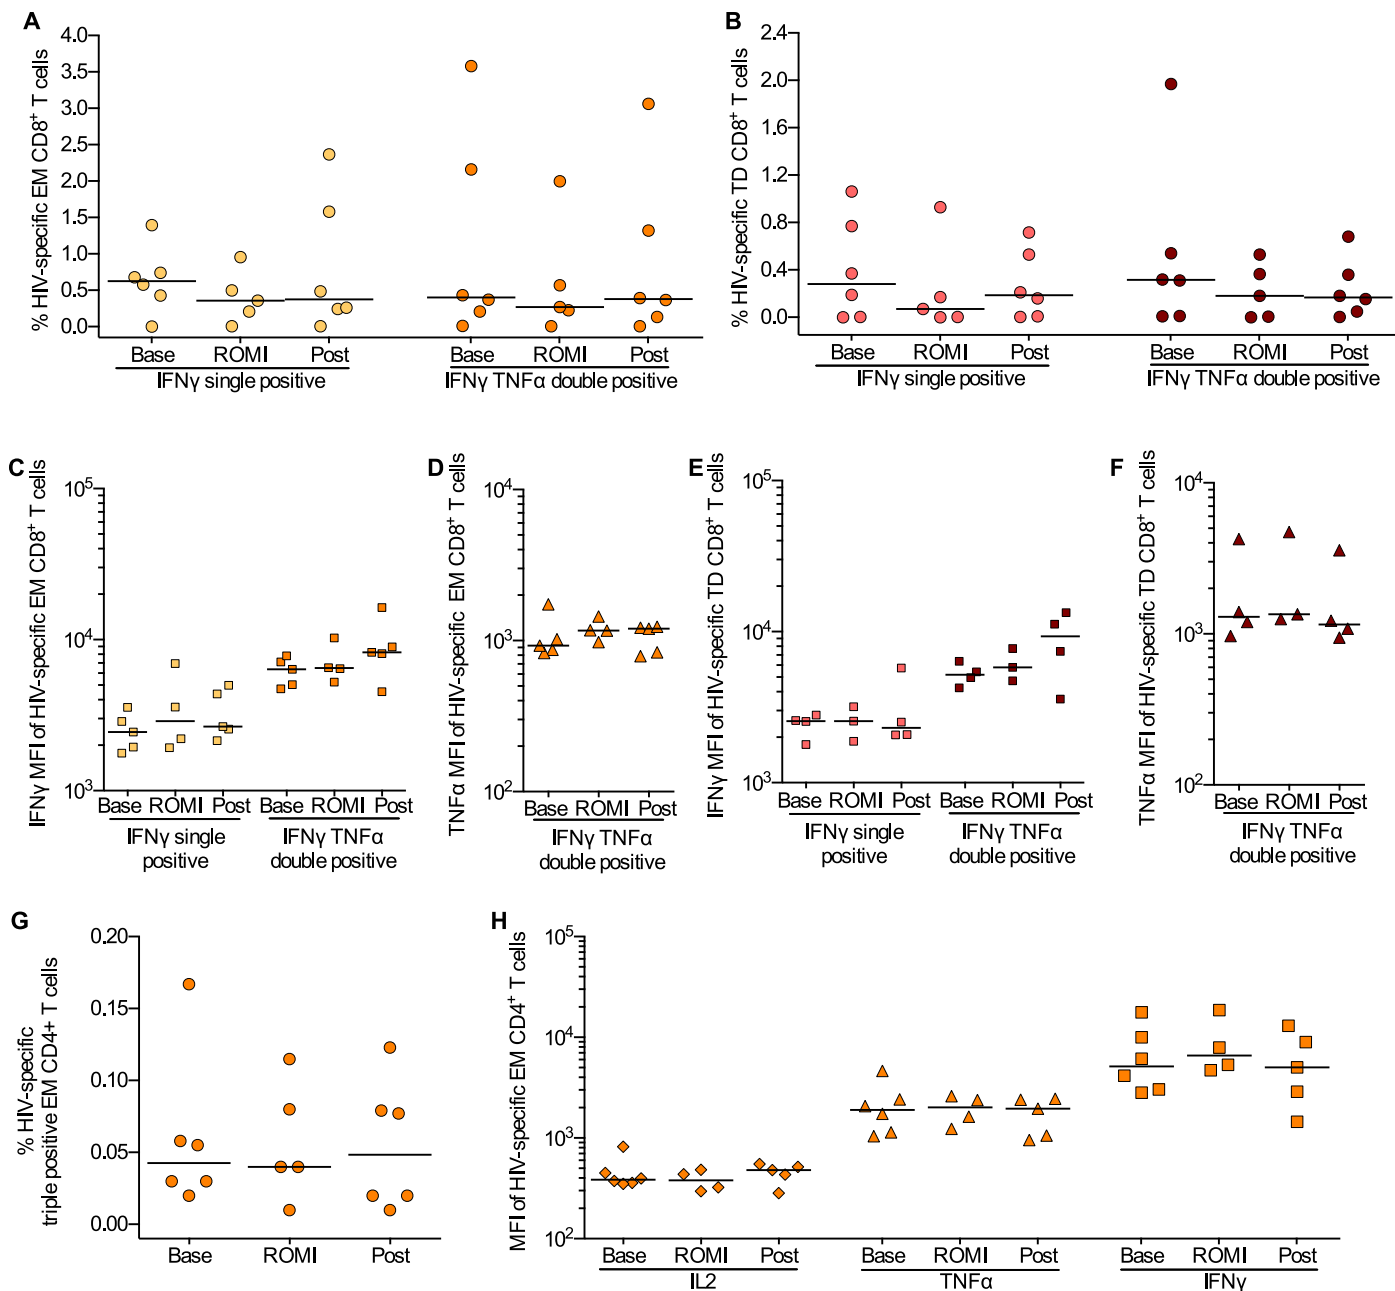 A
% HIV-specific EM CD8+ T cells
4.0
3.5
3.0
2.5
2.0
1.5
1.0
0.5
0.0
Base ROMI Post Base ROMI Post
IFNγ single positive IFNγ TNFα double positive
B
% HIV-specific TD CD8+ T cells
2.4
2.0
1.6
1.2
0.8
0.4
0.0
Base ROMI Post Base ROMI Post
IFNγ single positive IFNγ TNFα double positive
C
IFNγ MFI of HIV-specific EM CD8+ T cells
10^5
10^4
10^3
Base ROMI Post Base ROMI Post
IFNγ single IFNγ TNFα
positive double positive
D
TNFα MFI of HIV-specific EM CD8+ T cells
10^4
10^3
10^2
Base ROMI Post
IFNγ TNFα
double positive
E
IFNγ MFI of HIV-specific TD CD8+ T cells
10^5
10^4
10^3
Base ROMI Post Base ROMI Post
IFNγ single IFNγ TNFα
positive double positive
F
TNFα MFI of HIV-specific TD CD8+ T cells
10^4
10^3
10^2
Base ROMI Post
IFNγ TNFα
double positive
G
% HIV-specific
triple positive EM CD4+ T cells
0.20
0.15
0.10
0.05
0.00
Base ROMI Post
H
MFI of HIV-specific EM CD4+ T cells
10^5
10^4
10^3
10^2
Base ROMI Post Base ROMI Post Base ROMI Post
IL2 TNFα IFNγ